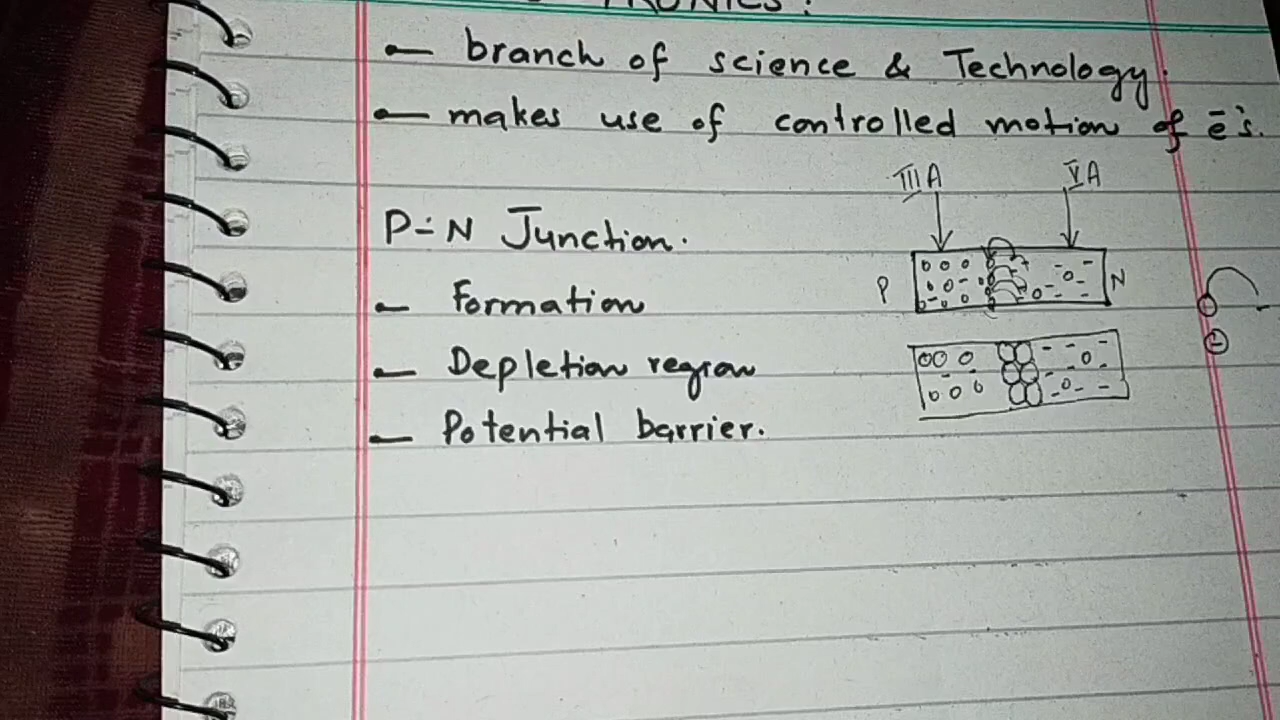 — branch of science & Technology.
— makes use of controlled motion of e̅'s.
IIIA VA
P-N Junction.
P N
— Formation
— Depletion region
— Potential barrier.